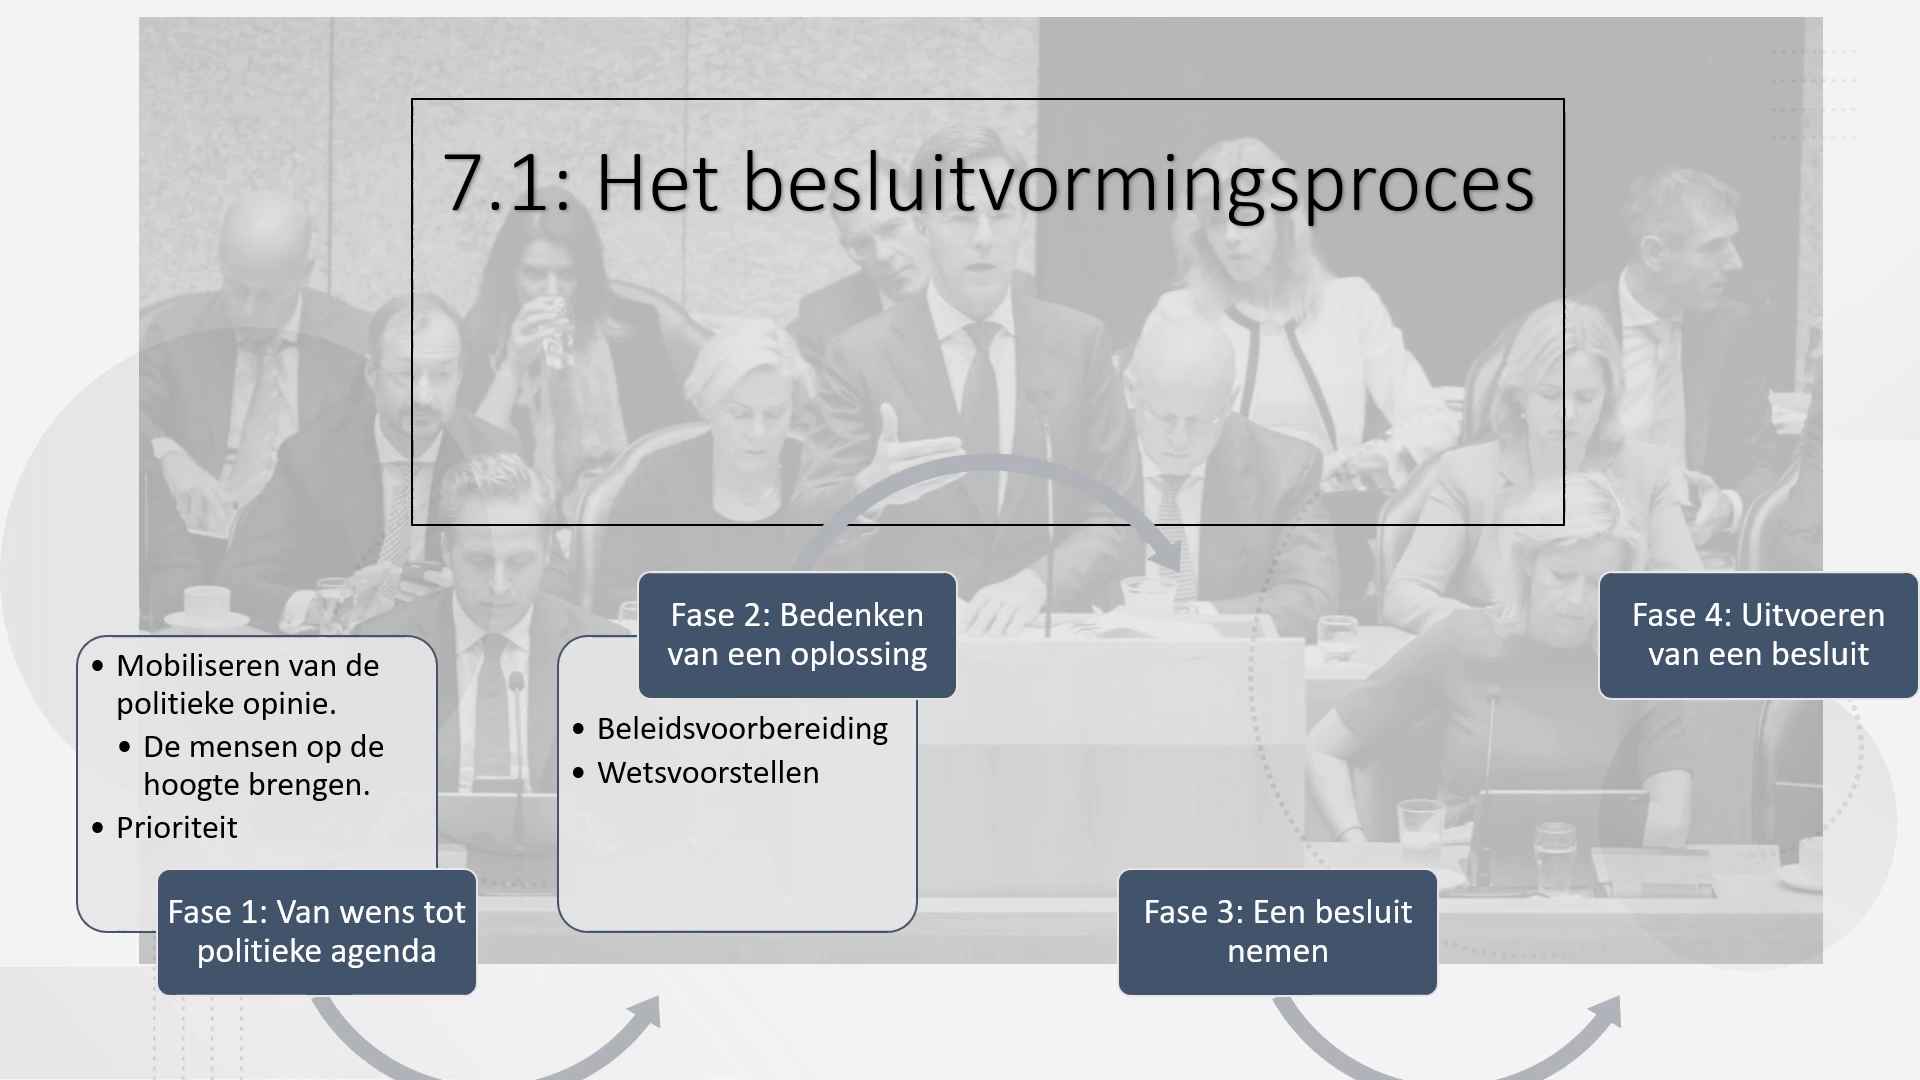 7.1: Het besluitvormingsproces
• Mobiliseren van de
politieke opinie.
• De mensen op de
hoogte brengen.
• Prioriteit
Fase 1: Van wens tot
politieke agenda
Fase 2: Bedenken
van een oplossing
• Beleidsvoorbereiding
• Wetsvoorstellen
Fase 3: Een besluit
nemen
Fase 4: Uitvoeren
van een besluit